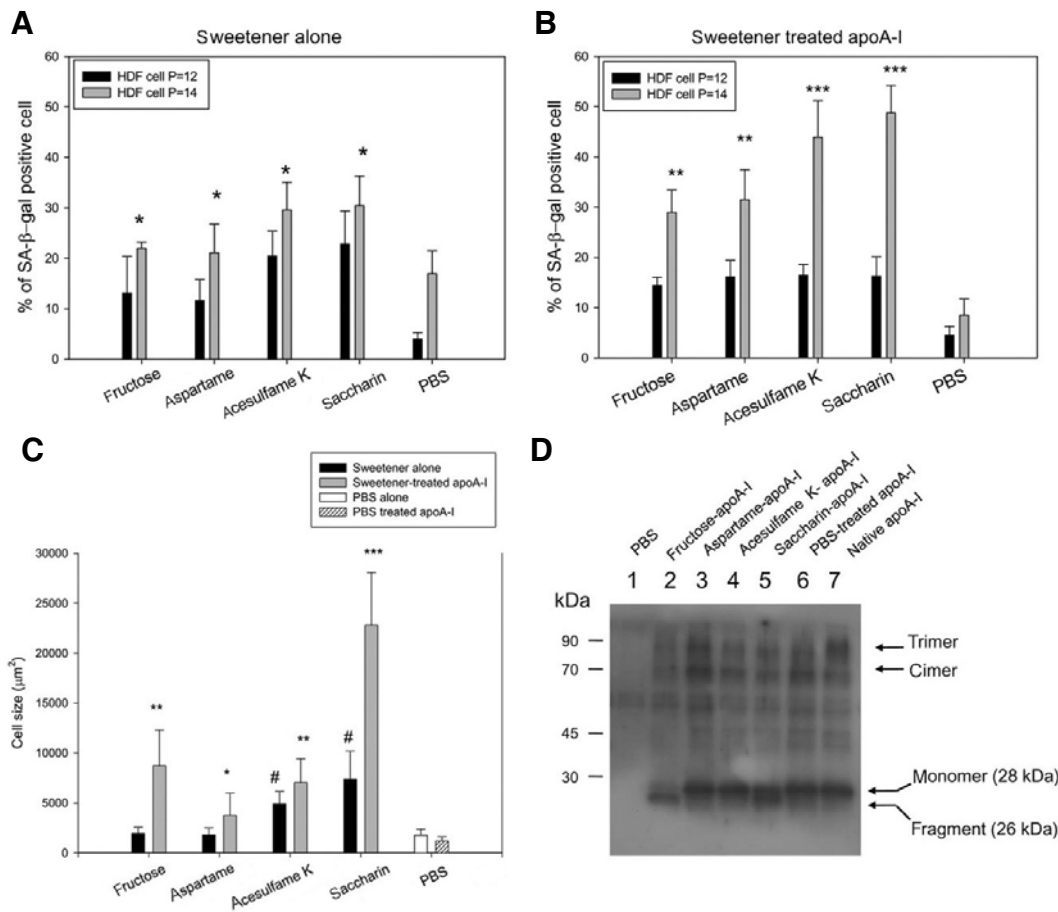 A
Sweetener alone
HDF cell P=12
HDF cell P=14
% of SA-β–gal positive cell
60
50
40
30
20
10
0
*
*
*
*
Fructose
Aspartame
Acesulfame K
Saccharin
PBS
B
Sweetener treated apoA-I
HDF cell P=12
HDF cell P=14
% of SA-β–gal positive cell
60
50
40
30
20
10
0
**
**
***
***
Fructose
Aspartame
Acesulfame K
Saccharin
PBS
C
Sweetener alone
Sweetener-treated apoA-I
PBS alone
PBS treated apoA-I
Cell size (μm²)
30000
25000
20000
15000
10000
5000
0
**
*
#
**
#
***
Fructose
Aspartame
Acesulfame K
Saccharin
PBS
D
PBS
Fructose-apoA-I
Aspartame-apoA-I
Acesulfame K- apoA-I
Saccharin-apoA-I
PBS-treated apoA-I
Native apoA-I
1 2 3 4 5 6 7
kDa
90
70
45
30
Trimer
Cimer
Monomer (28 kDa)
Fragment (26 kDa)